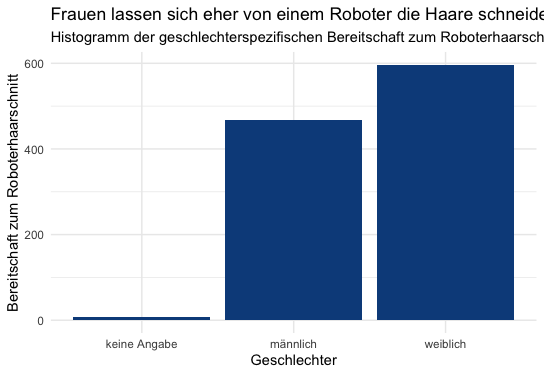 Frauen lassen sich eher von einem Roboter die Haare schneide
Histogramm der geschlechterspezifischen Bereitschaft zum Roboterhaarsch
Bereitschaft zum Roboterhaarschnitt
600
400
200
0
keine Angabe männlich weiblich
Geschlechter